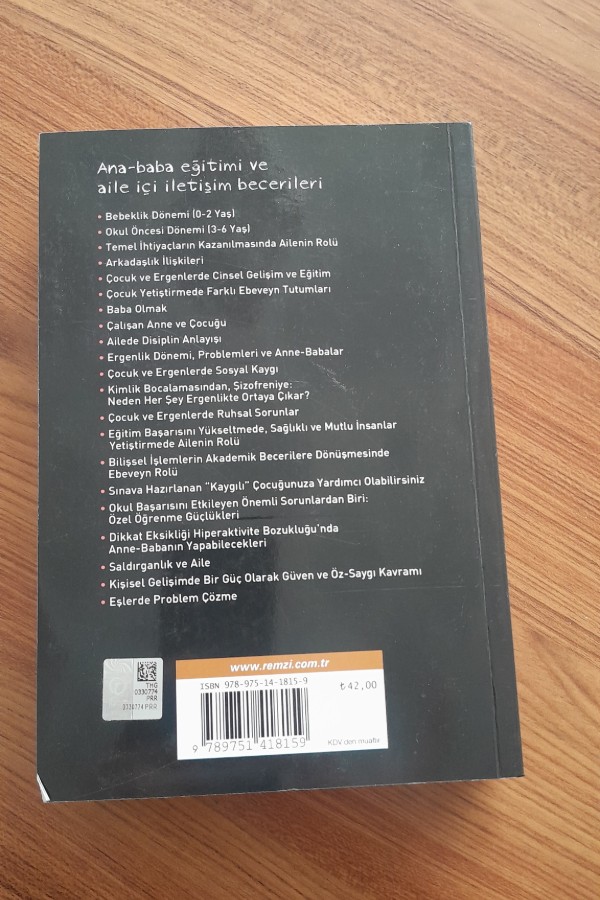 Ana-baba eğitimi ve
aile içi iletişim becerileri
• Bebeklik Dönemi (0-2 Yaş)
• Okul Öncesi Dönemi (3-6 Yaş)
• Temel İhtiyaçların Kazanılmasında Ailenin Rolü
• Arkadaşlık İlişkileri
• Çocuk ve Ergenlerde Cinsel Gelişim ve Eğitim
• Çocuk Yetiştirmede Farklı Ebeveyn Tutumları
• Baba Olmak
• Çalışan Anne ve Çocuğu
• Ailede Disiplin Anlayışı
• Ergenlik Dönemi, Problemleri ve Anne-Babalar
• Çocuk ve Ergenlerde Sosyal Kaygı
• Kimlik Bocalamasından, Şizofreniye:
Neden Her Şey Ergenlikte Ortaya Çıkar?
• Çocuk ve Ergenlerde Ruhsal Sorunlar
• Eğitim Başarısını Yükseltmede, Sağlıklı ve Mutlu İnsanlar
Yetiştirmede Ailenin Rolü
• Bilişsel İşlemlerin Akademik Becerilere Dönüşmesinde
Ebeveyn Rolü
• Sınava Hazırlanan "Kaygılı" Çocuğunuza Yardımcı Olabilirsiniz
• Okul Başarısını Etkileyen Önemli Sorunlardan Biri:
Özel Öğrenme Güçlükleri
• Dikkat Eksikliği Hiperaktivite Bozukluğu'nda
Anne-Babanın Yapabilecekleri
• Saldırganlık ve Aile
• Kişisel Gelişimde Bir Güç Olarak Güven ve Öz-Saygı Kavramı
• Eşlerde Problem Çözme
THG
0330774
PRR
0330774 PRR
www.remzi.com.tr
ISBN 978-975-14-1815-9
₺42,00
9 789751 418159
KDV'den muaftır